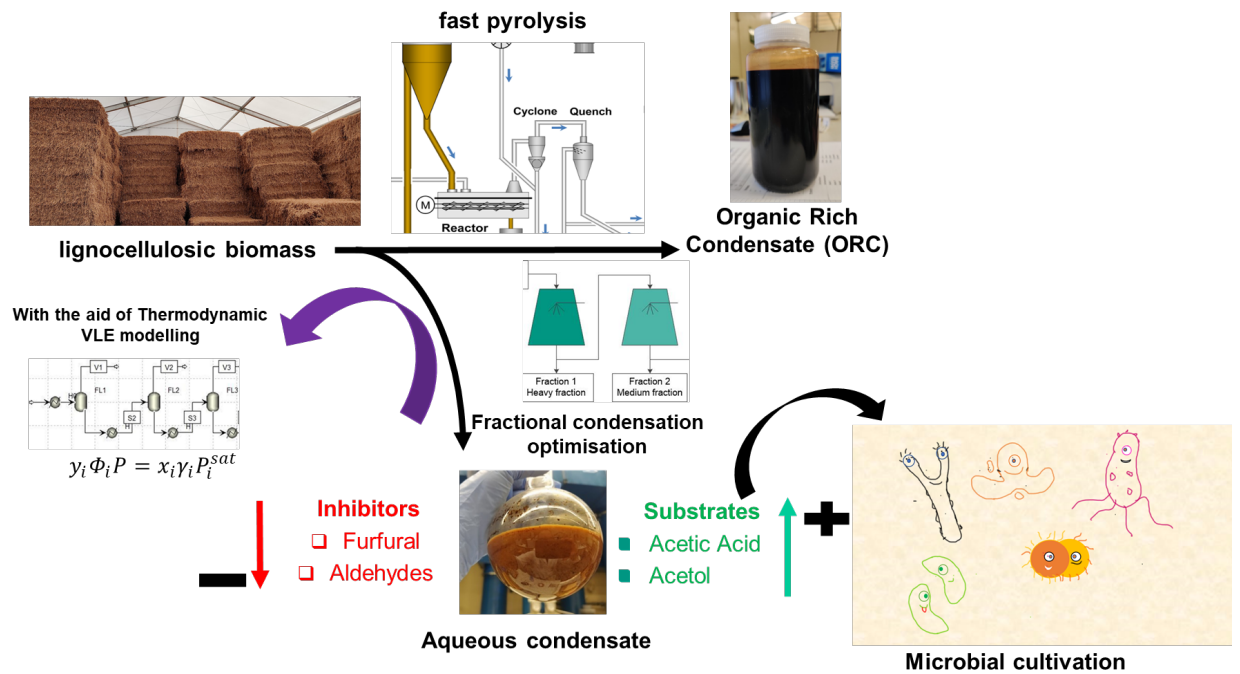 fast pyrolysis
Cyclone Quench
M
Reactor
lignocellulosic biomass
Organic Rich
Condensate (ORC)
With the aid of Thermodynamic
VLE modelling
V1 V2 V3
FL1 FL2 FL3
S2 S3
H H
yᵢΦᵢP = xᵢγᵢPᵢˢᵃᵗ
Fraction 1
Heavy fraction
Fraction 2
Medium fraction
Fractional condensation
optimisation
Inhibitors
Furfural
Aldehydes
Substrates
Acetic Acid
Acetol
Aqueous condensate
Microbial cultivation